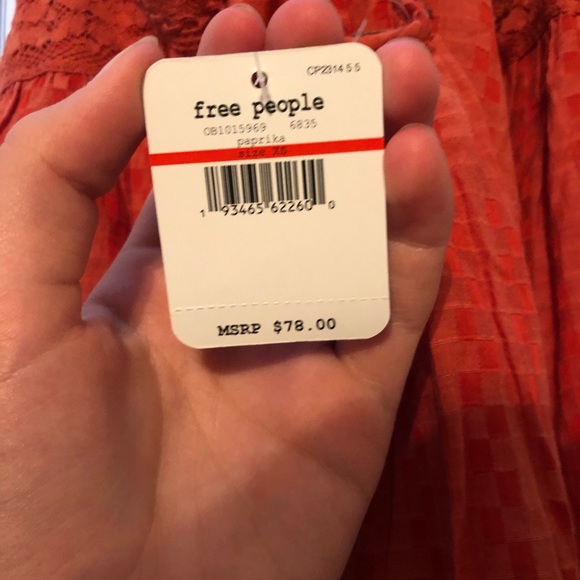 CP2314 5 5
free people
OB1015969 6835
paprika
size XS
1 93465 62260 0
MSRP $78.00